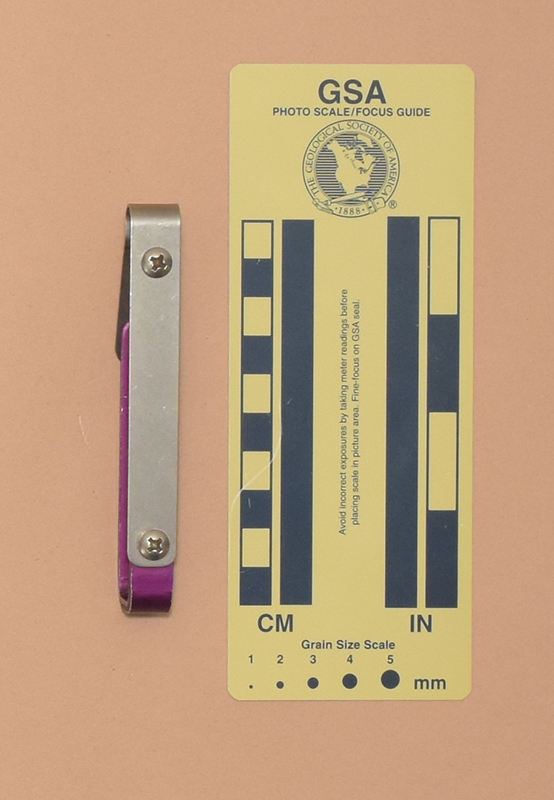 GSA
PHOTO SCALE/FOCUS GUIDE
THE GEOLOGICAL SOCIETY OF AMERICA
·1888·
®
Avoid incorrect exposures by taking meter readings before
placing scale in picture area. Fine-focus on GSA seal.
CM IN
Grain Size Scale
1 2 3 4 5
mm